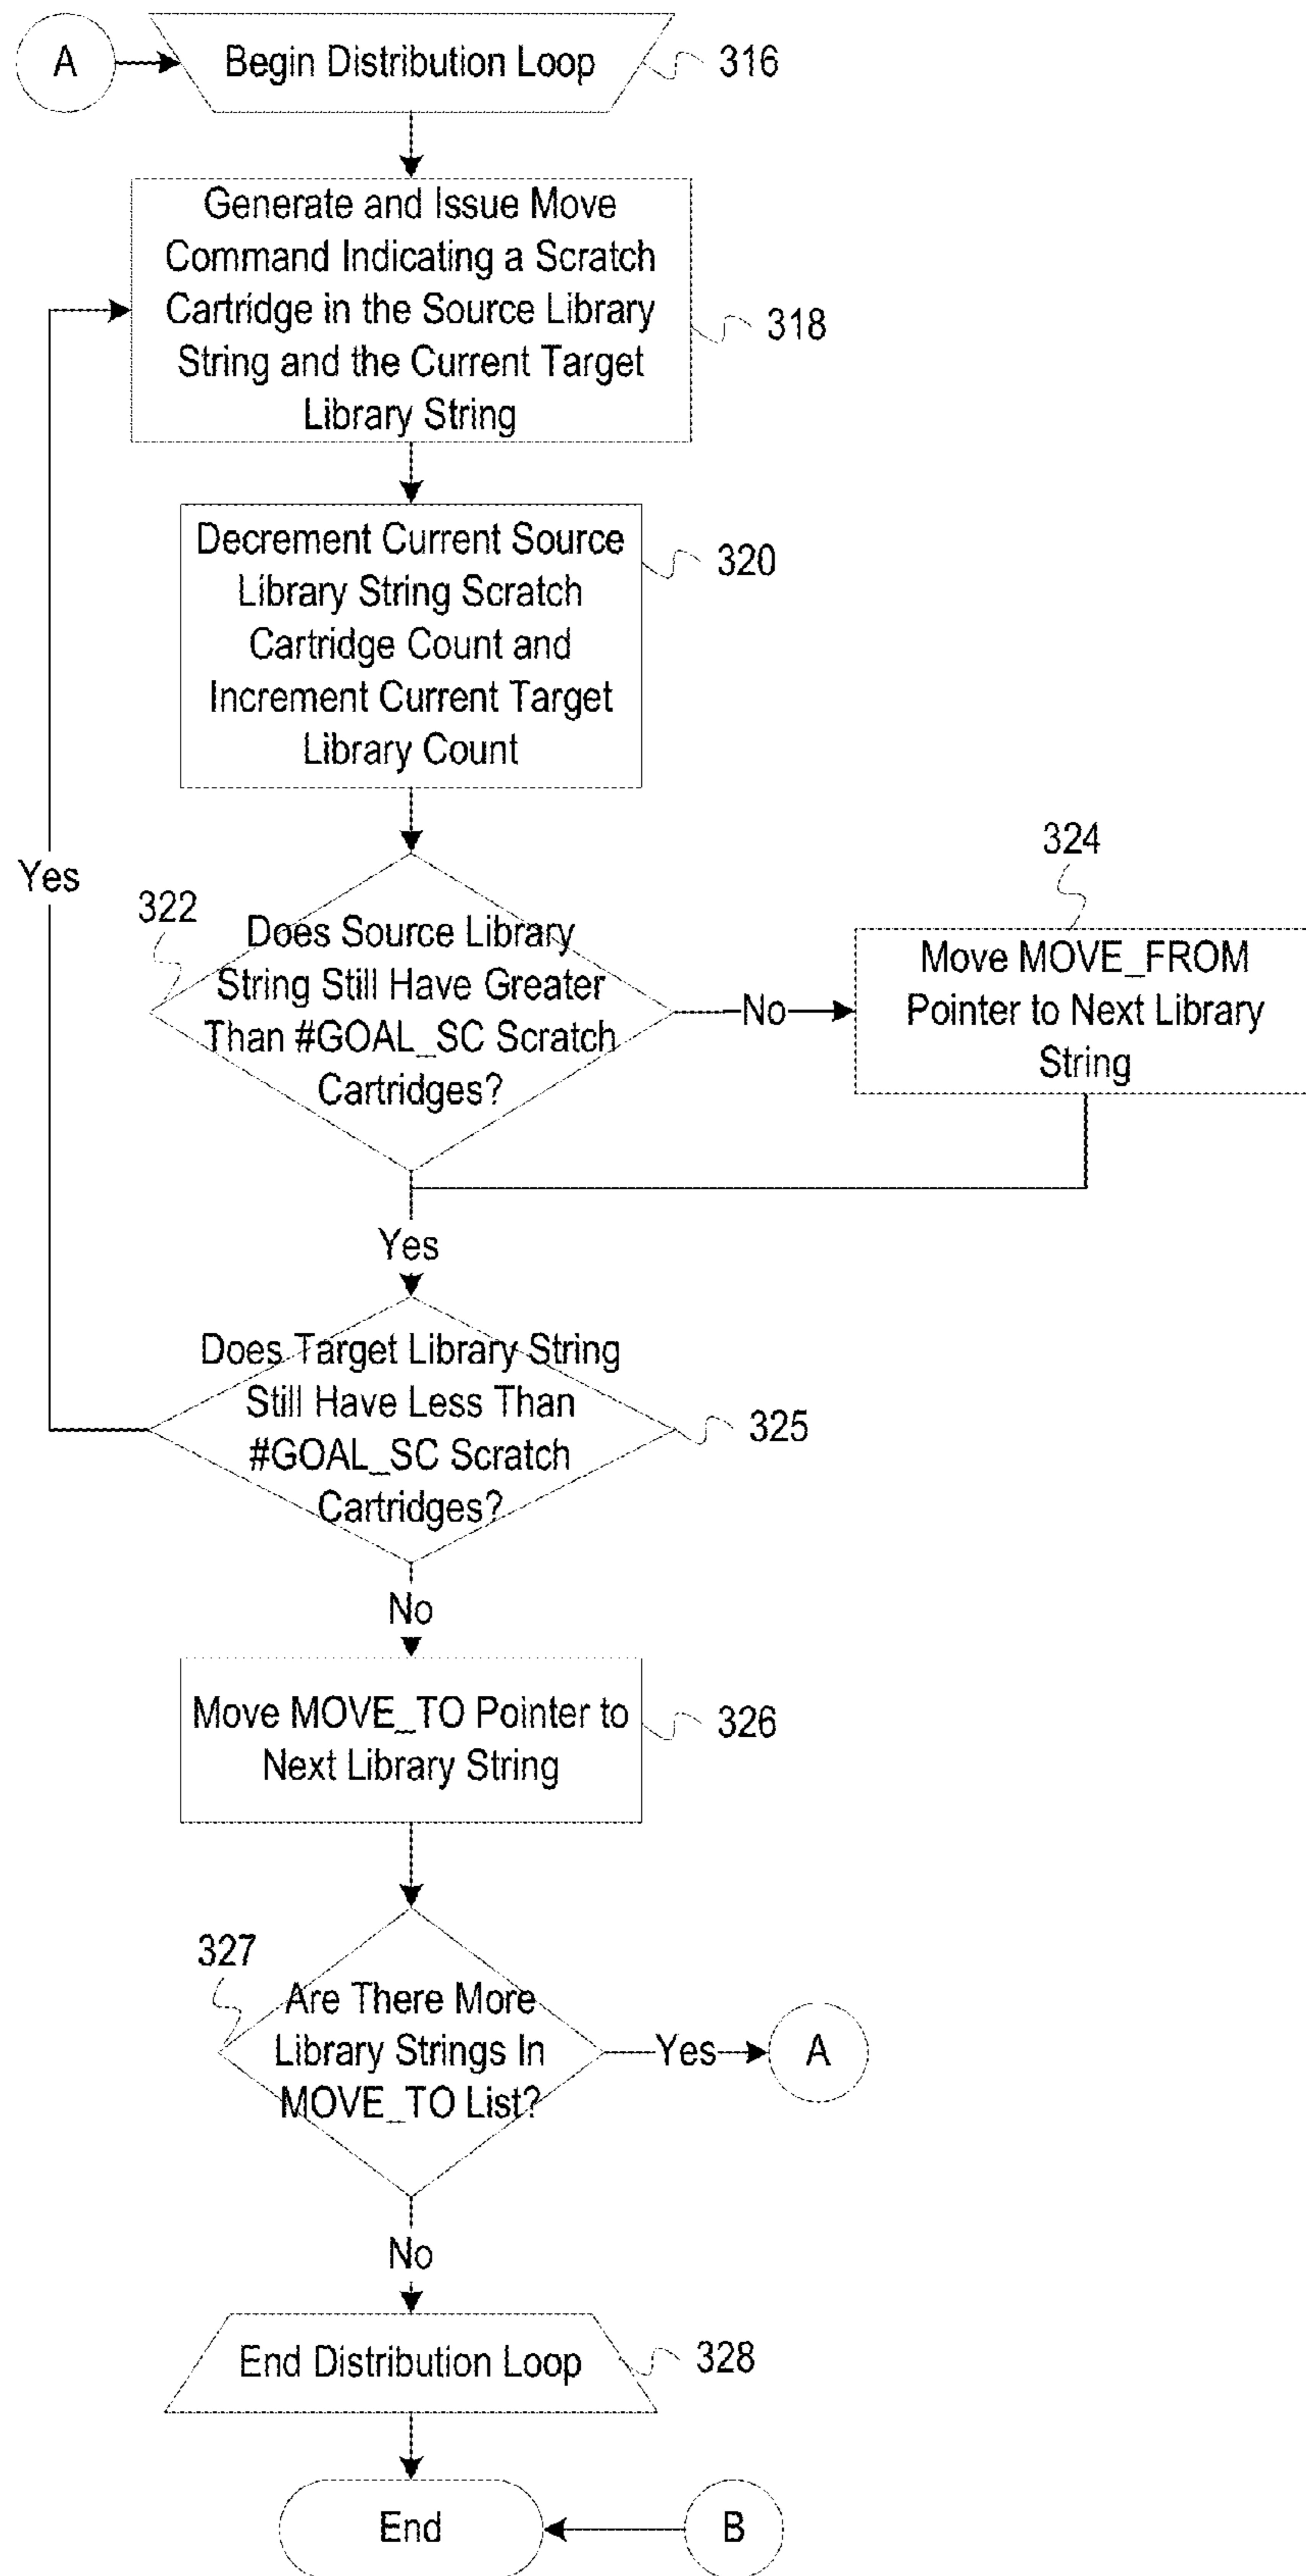 A
Begin Distribution Loop
316
Generate and Issue Move
Command Indicating a Scratch
Cartridge in the Source Library
String and the Current Target
Library String
318
Decrement Current Source
Library String Scratch
Cartridge Count and
Increment Current Target
Library Count
320
Yes
322
Does Source Library
String Still Have Greater
Than #GOAL_SC Scratch
Cartridges?
No
324
Move MOVE_FROM
Pointer to Next Library
String
Yes
Does Target Library String
Still Have Less Than
#GOAL_SC Scratch
Cartridges?
325
No
Move MOVE_TO Pointer to
Next Library String
326
327
Are There More
Library Strings In
MOVE_TO List?
Yes
A
No
End Distribution Loop
328
End
B